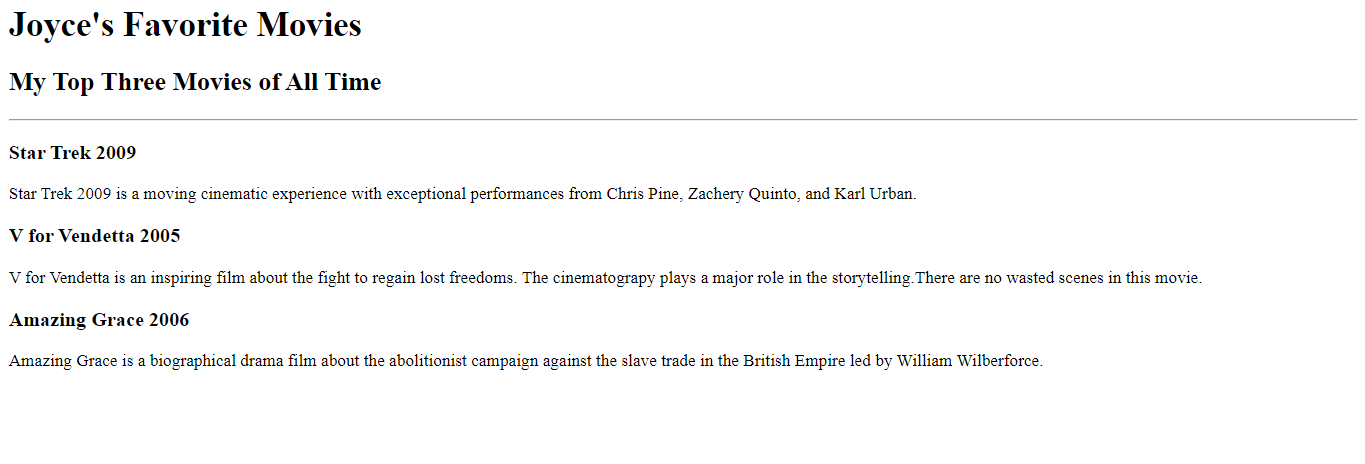 Joyce's Favorite Movies
My Top Three Movies of All Time
Star Trek 2009
Star Trek 2009 is a moving cinematic experience with exceptional performances from Chris Pine, Zachery Quinto, and Karl Urban.
V for Vendetta 2005
V for Vendetta is an inspiring film about the fight to regain lost freedoms. The cinematograpy plays a major role in the storytelling.There are no wasted scenes in this movie.
Amazing Grace 2006
Amazing Grace is a biographical drama film about the abolitionist campaign against the slave trade in the British Empire led by William Wilberforce.